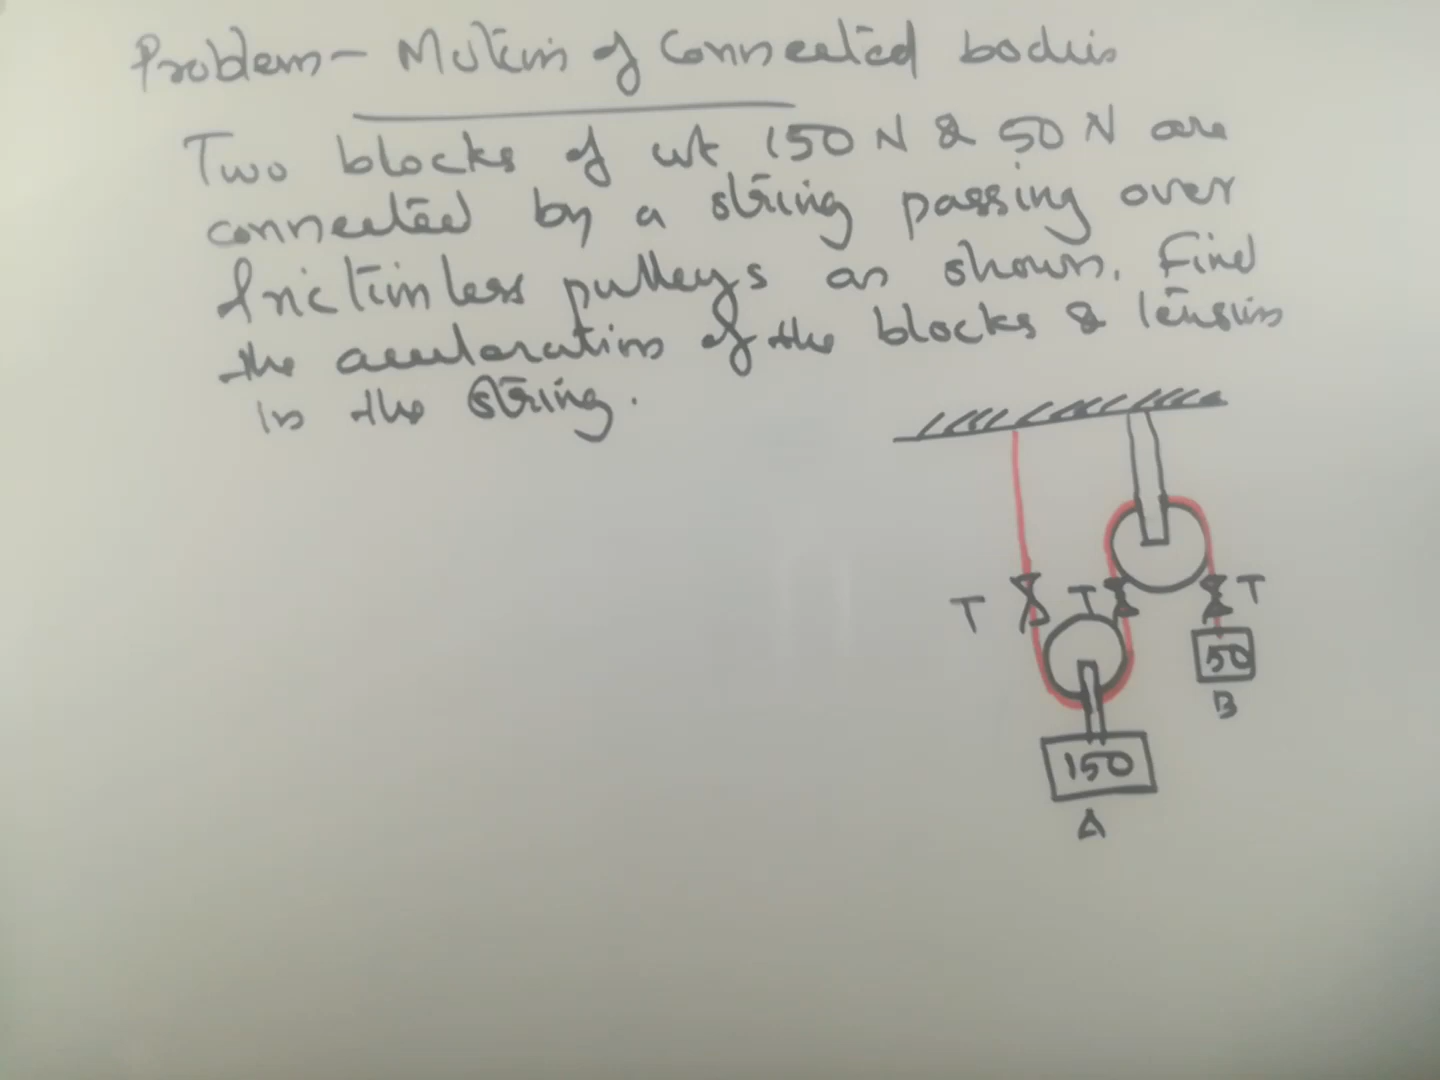 Problem - Motion of Connected bodies
Two blocks of wt 150 N & 50 N are
connected by a string passing over
frictionless pulleys as shown. Find
the acceleration of the blocks & tension
in the string.
T T T
50
B
150
A